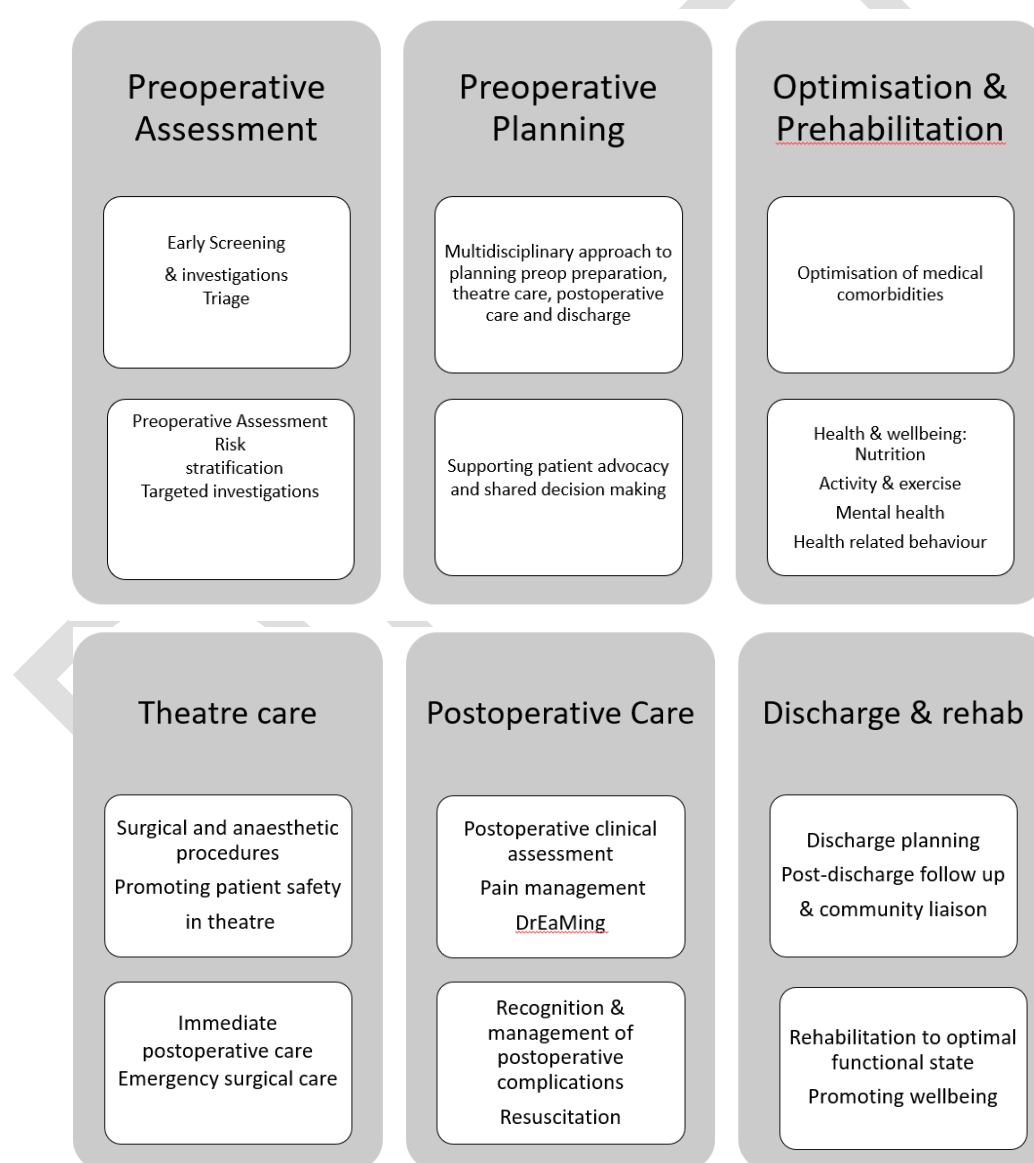 Preoperative
Assessment
Early Screening
& investigations
Triage
Preoperative Assessment
Risk
stratification
Targeted investigations
Preoperative
Planning
Multidisciplinary approach to
planning preop preparation,
theatre care, postoperative
care and discharge
Supporting patient advocacy
and shared decision making
Optimisation &
Prehabilitation
Optimisation of medical
comorbidities
Health & wellbeing:
Nutrition
Activity & exercise
Mental health
Health related behaviour
Theatre care
Surgical and anaesthetic
procedures
Promoting patient safety
in theatre
Immediate
postoperative care
Emergency surgical care
Postoperative Care
Postoperative clinical
assessment
Pain management
DrEaMing
Recognition &
management of
postoperative
complications
Resuscitation
Discharge & rehab
Discharge planning
Post-discharge follow up
& community liaison
Rehabilitation to optimal
functional state
Promoting wellbeing